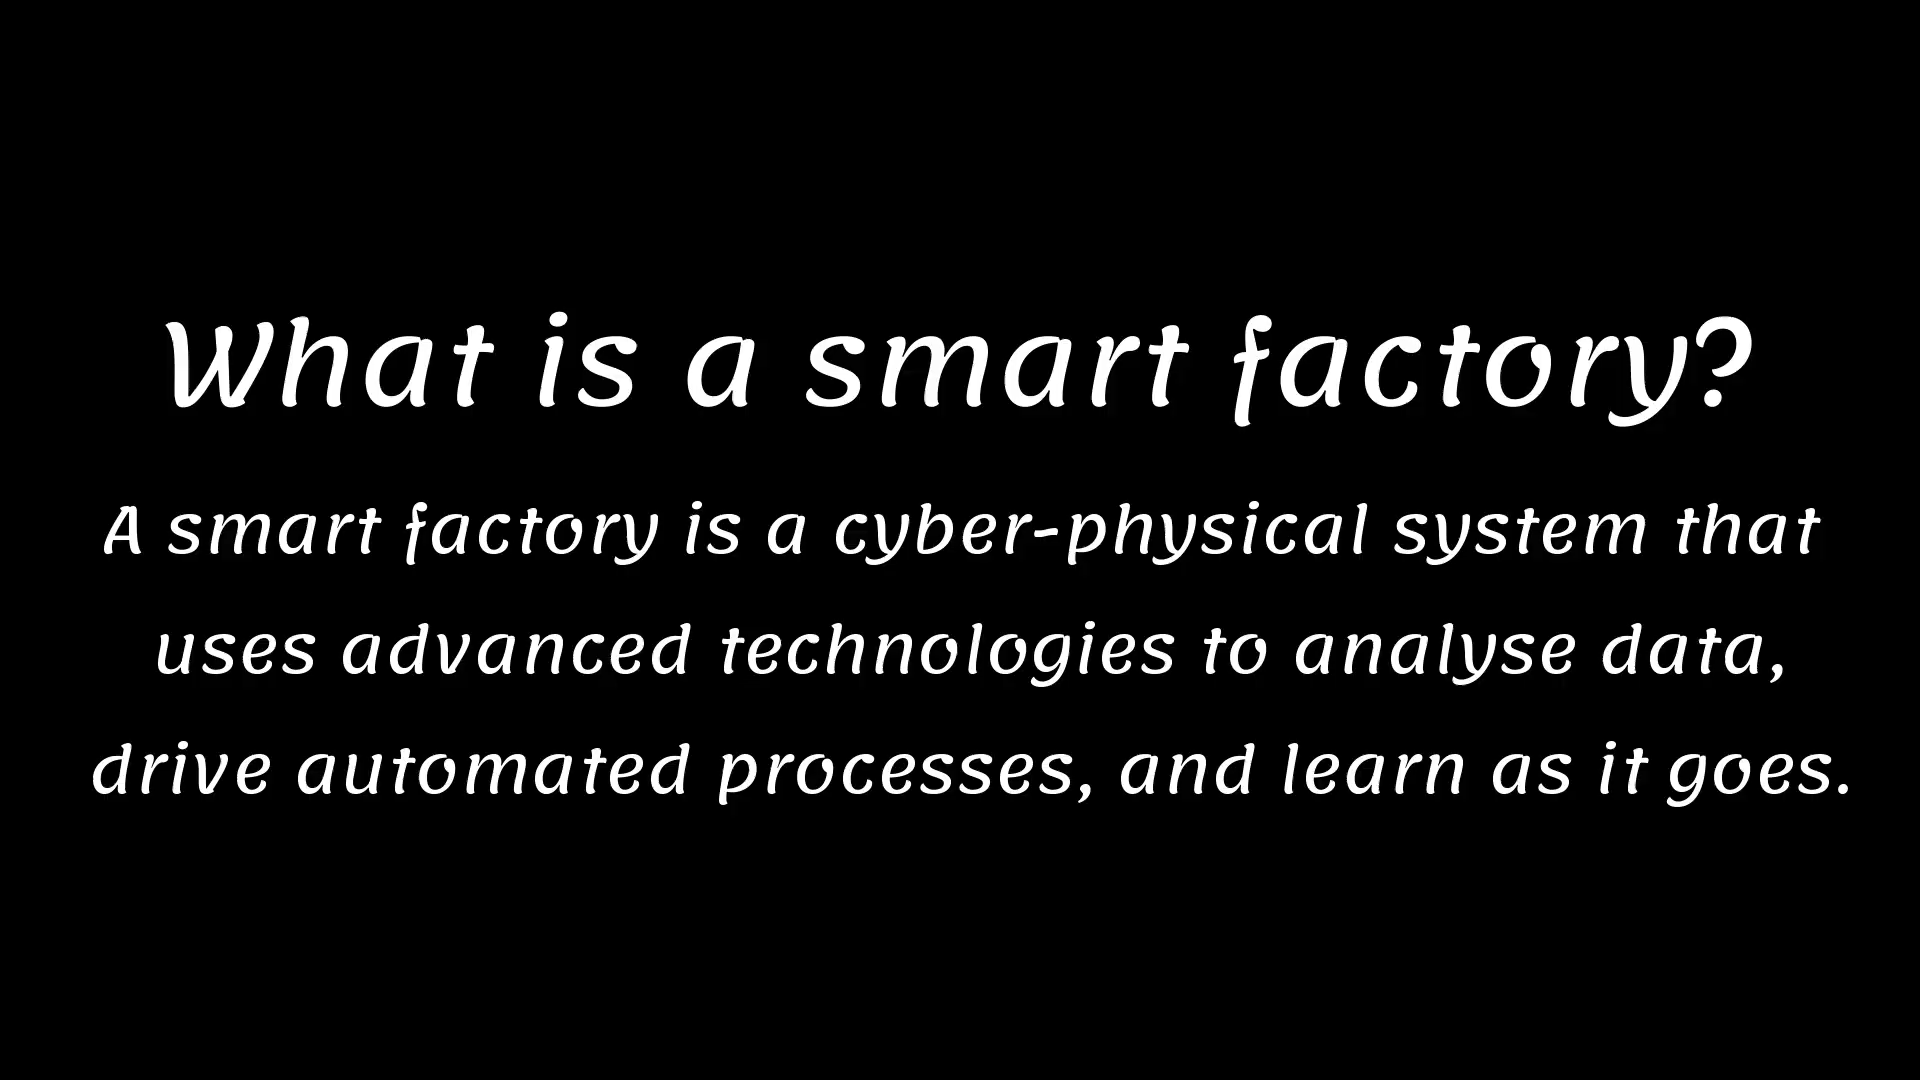 What is a smart factory?
A smart factory is a cyber-physical system that
uses advanced technologies to analyse data,
drive automated processes, and learn as it goes.